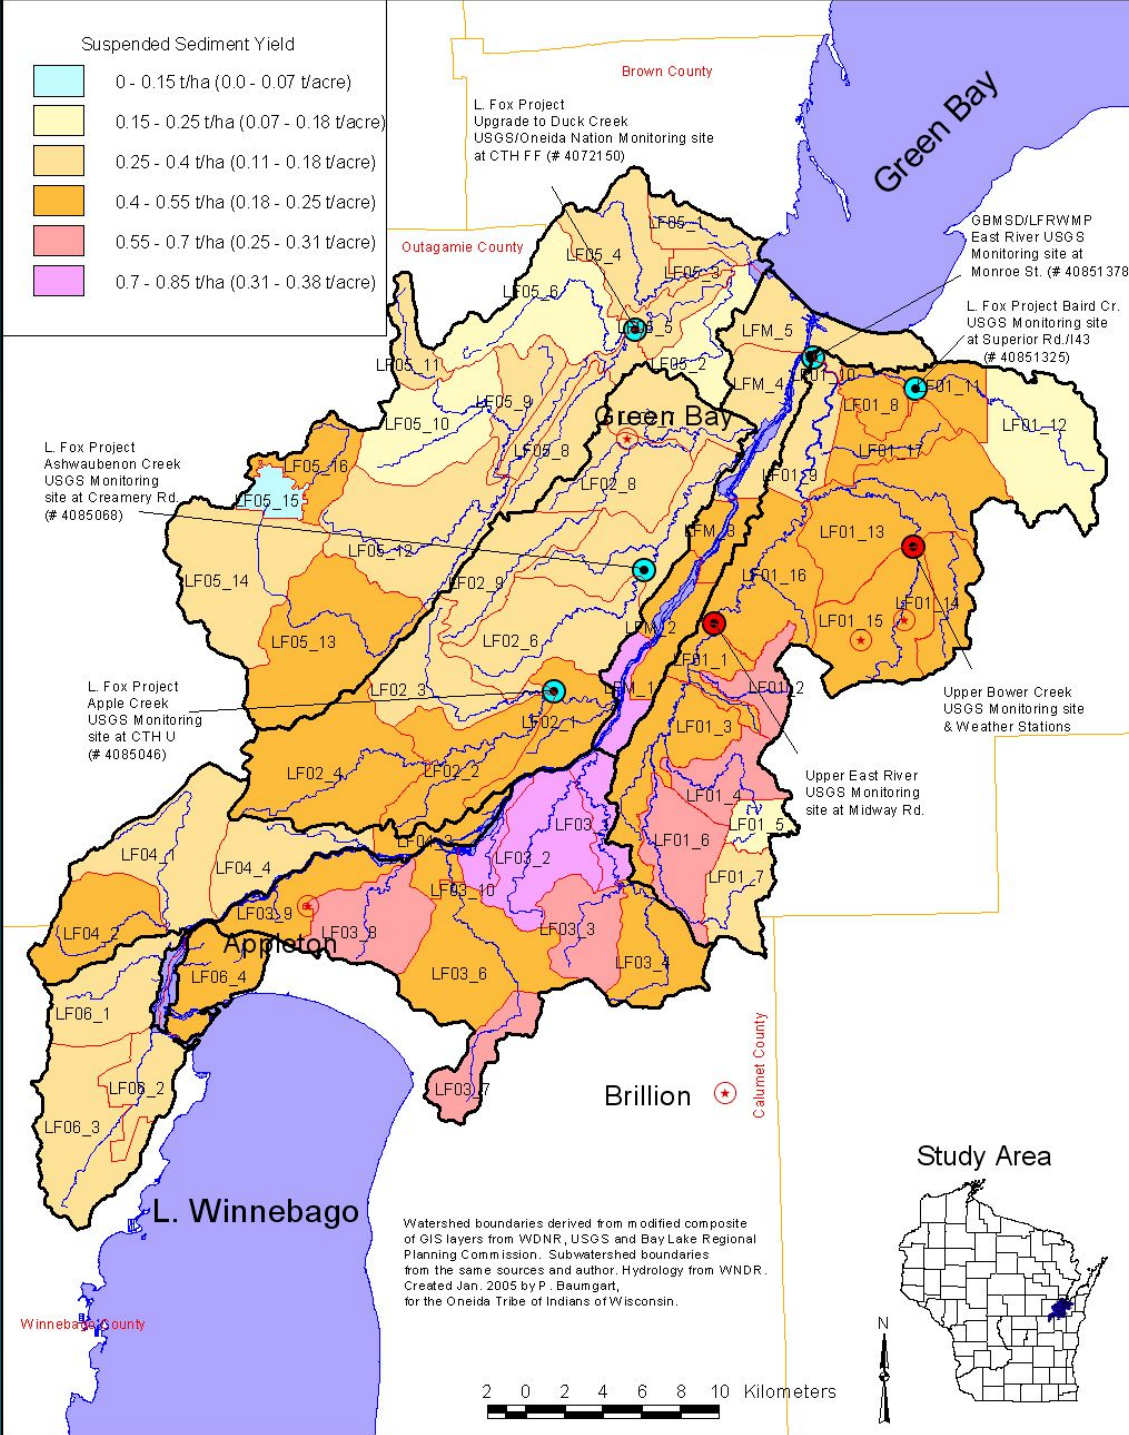 Suspended Sediment Yield
0 - 0.15 t/ha (0.0 - 0.07 t/acre)
0.15 - 0.25 t/ha (0.07 - 0.18 t/acre)
0.25 - 0.4 t/ha (0.11 - 0.18 t/acre)
0.4 - 0.55 t/ha (0.18 - 0.25 t/acre)
0.55 - 0.7 t/ha (0.25 - 0.31 t/acre)
0.7 - 0.85 t/ha (0.31 - 0.38 t/acre)
Brown County
Green Bay
L. Fox Project
Upgrade to Duck Creek
USGS/Oneida Nation Monitoring site
at CTH FF (# 4072150)
GBMSD/LFRWMP
East River USGS
Monitoring site at
Monroe St. (# 40851378
Outagamie County
L. Fox Project Baird Cr.
USGS Monitoring site
at Superior Rd./I43
(# 40851325)
LF05_1
LF05_4
LF05_3
LF05_6
LF05_5
LFM_5
LF05_2
LF05_11
LFM_4
LF01_10
LF01_11
LF05_9
LF01_8
LF05_10
Green Bay
LF01_12
LF05_8
LF01_17
L. Fox Project
Ashwaubenon Creek
USGS Monitoring
site at Creamery Rd.
(# 4085068)
LF05_16
LF05_15
LF02_8
LF01_9
LFM_3
LF01_13
LF05_12
LF05_14
LF02_9
LF01_16
LF01_14
LF01_15
LF05_13
LF02_6
LFM_2
LF01_1
LF02_3
LFM_1
LF01_2
L. Fox Project
Apple Creek
USGS Monitoring
site at CTH U
(# 4085046)
LF02_1
LF01_3
Upper Bower Creek
USGS Monitoring site
& Weather Stations
LF02_4
LF02_2
Upper East River
USGS Monitoring
site at Midway Rd.
LF01_4
LF01_5
LF01_6
LF04_1
LF04_4
LF04_3
LF03_2
LF01_7
LF03_10
LF03_9
LF03_8
LF03_3
LF04_2
Appleton
LF06_4
LF03_6
LF03_4
LF06_1
LF06_2
LF03_7
Brillion
Calumet County
LF06_3
Study Area
L. Winnebago
Watershed boundaries derived from modified composite
of GIS layers from WDNR, USGS and Bay Lake Regional
Planning Commission. Subwatershed boundaries
from the same sources and author. Hydrology from WNDR.
Created Jan. 2005 by P. Baumgart,
for the Oneida Tribe of Indians of Wisconsin.
Winnebago County
N
2 0 2 4 6 8 10 Kilometers